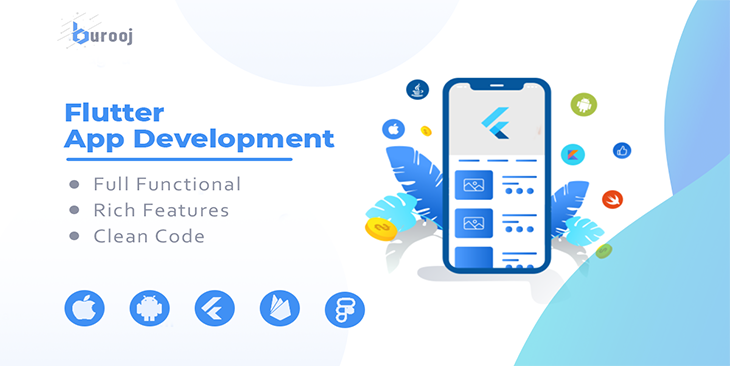 burooj
Flutter
App Development
Full Functional
Rich Features
Clean Code